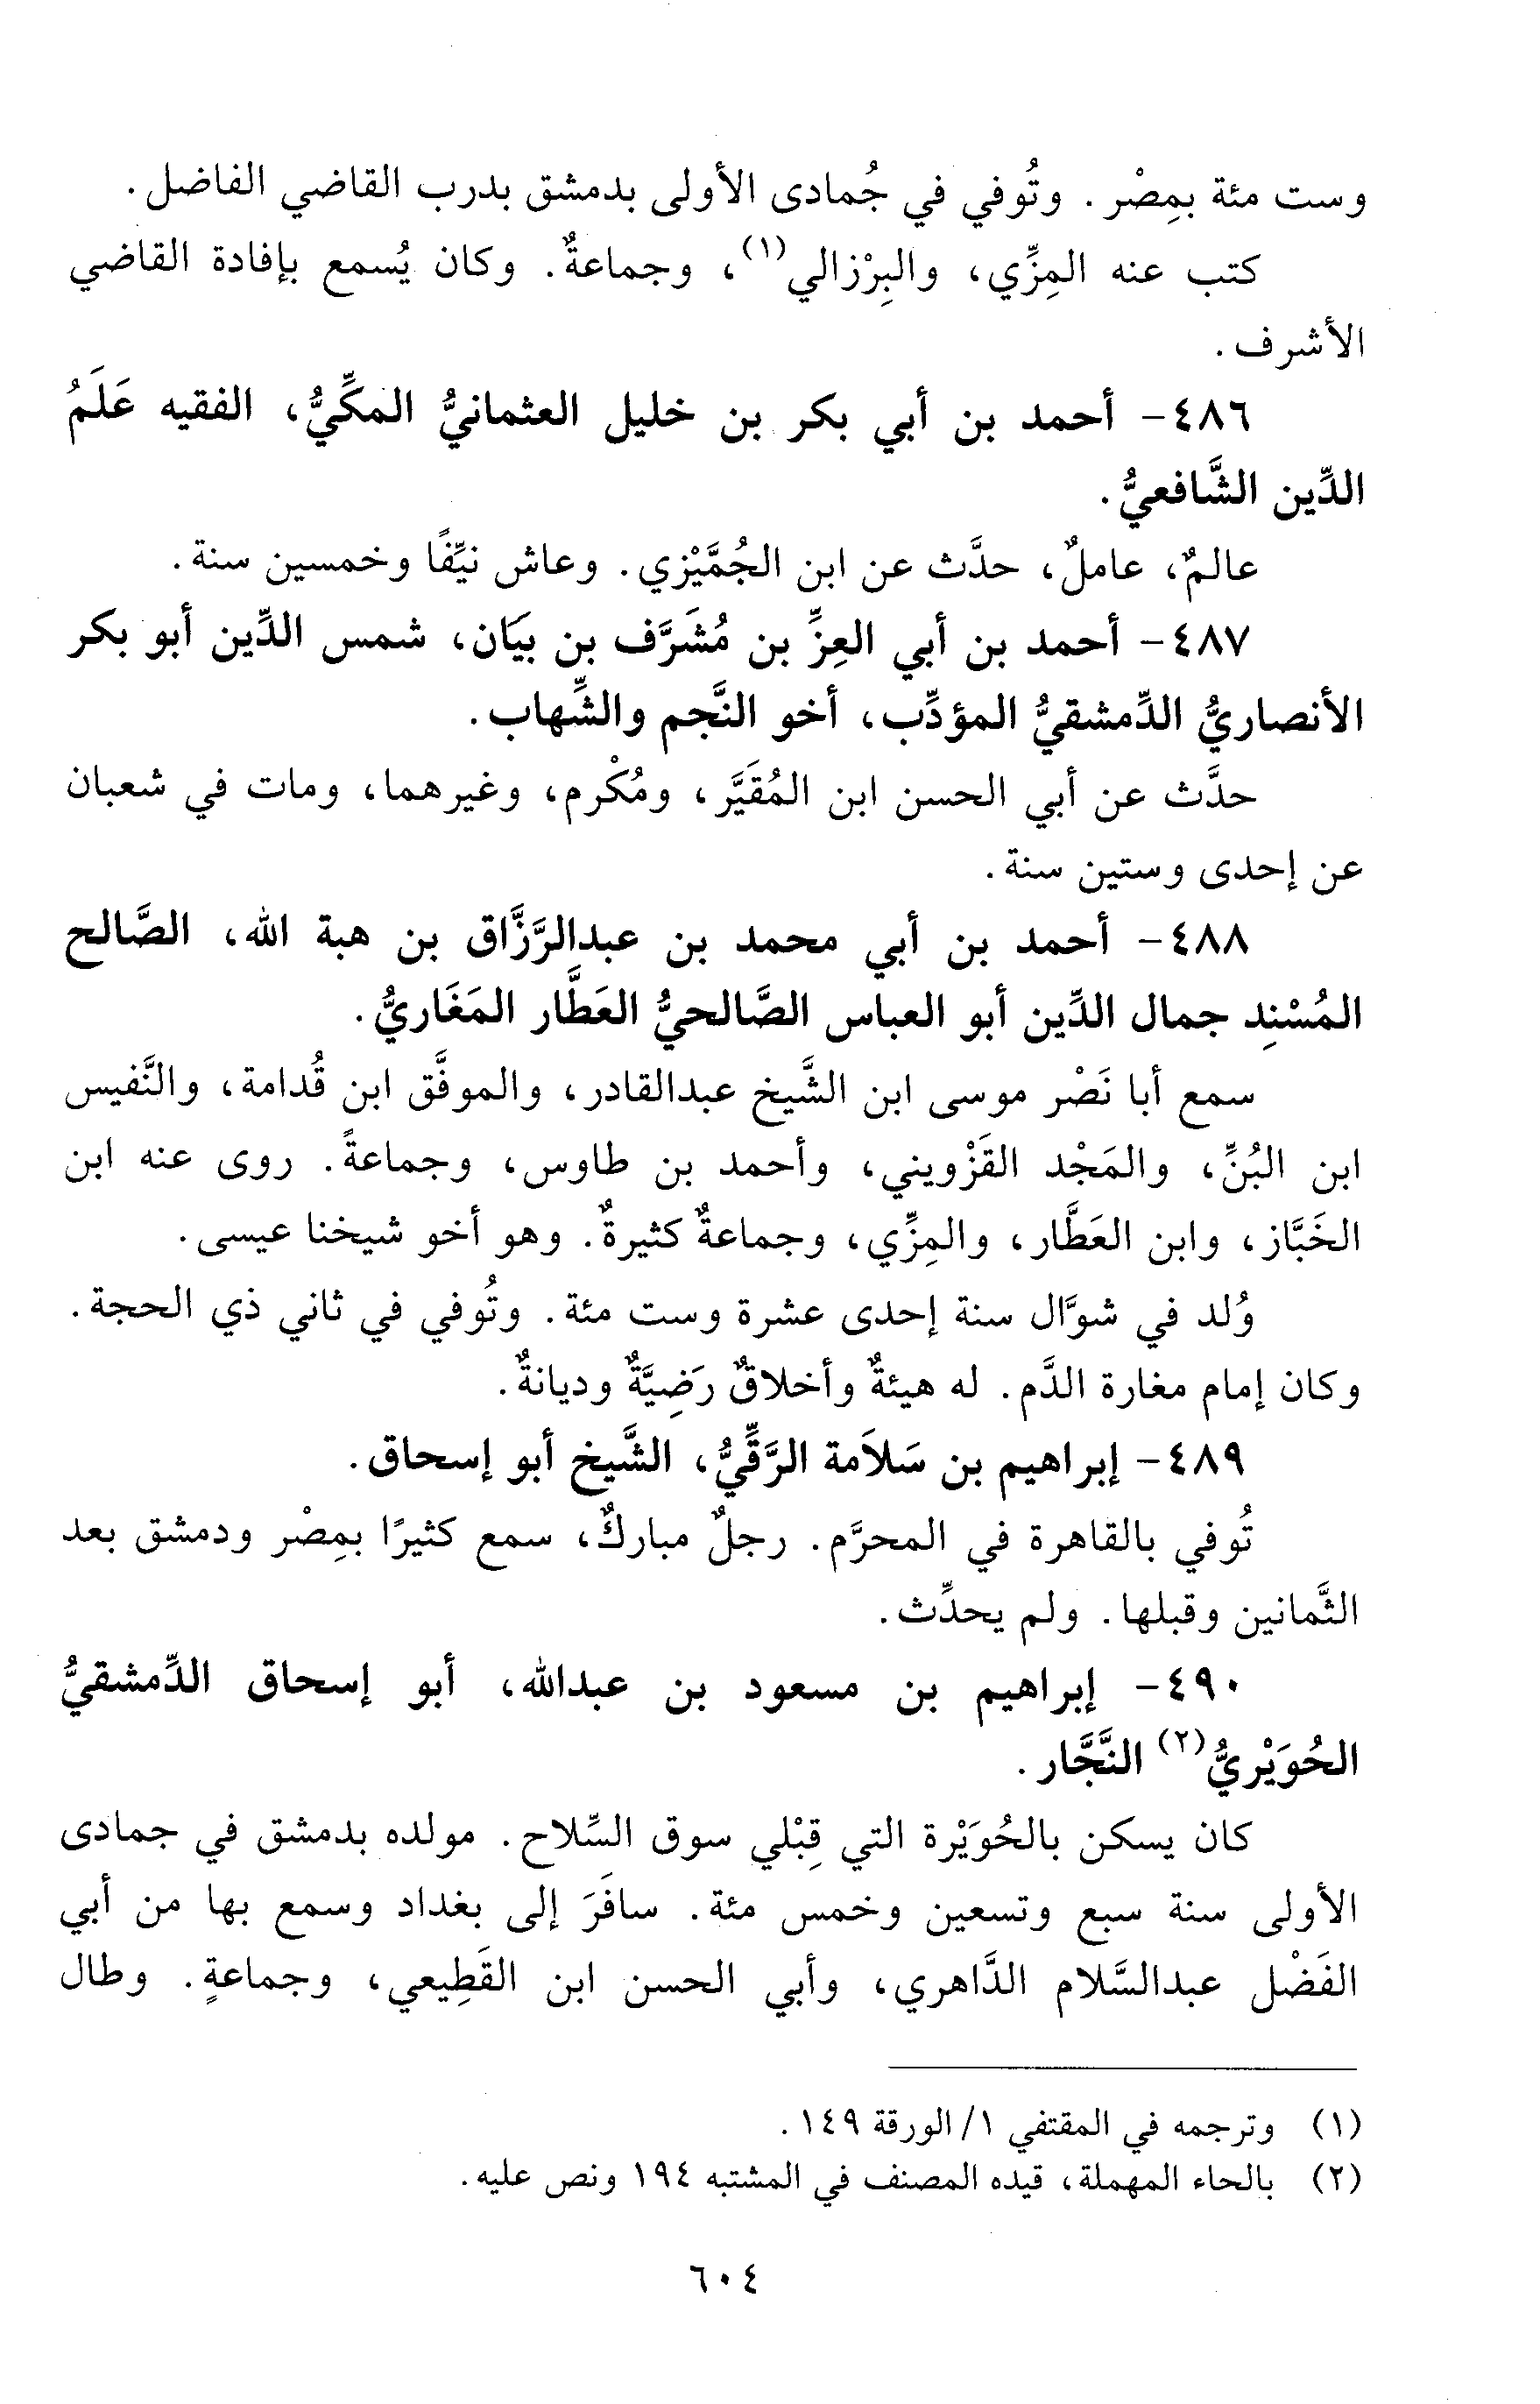 وست مئة بمِصْر. وتُوفي في جُمادى الأولى بدمشق بدرب القاضي الفاضل.
كتب عنه المِزِّي، والبِرْزالي(١)، وجماعةٌ. وكان يُسمع بإفادة القاضي
الأشرف.
٤٨٦- أحمد بن أبي بكر بن خليل العثمانيُّ المكِّيُّ، الفقيه عَلَمُ
الدِّين الشَّافعيُّ.
عالمٌ، عاملٌ، حدَّث عن ابن الجُمَّيْزي. وعاش نيِّفًا وخمسين سنة.
٤٨٧- أحمد بن أبي العِزِّ بن مُشَرَّف بن بيَان، شمس الدِّين أبو بكر
الأنصاريُّ الدِّمشقيُّ المؤدِّب، أخو النَّجم والشِّهاب.
حدَّث عن أبي الحسن ابن المُقَيَّر، ومُكْرم، وغيرهما، ومات في شعبان
عن إحدى وستين سنة.
٤٨٨- أحمد بن أبي محمد بن عبدالرَّزَّاق بن هبة الله، الصَّالح
المُسْنِد جمال الدِّين أبو العباس الصَّالحيُّ العَطَّار المَغَاريُّ.
سمع أبا نَصْر موسى ابن الشَّيخ عبدالقادر، والموفَّق ابن قُدامة، والنَّفيس
ابن البُنِّ، والمَجْد القَزْويني، وأحمد بن طاوس، وجماعةً. روى عنه ابن
الخَبَّاز، وابن العَطَّار، والمِزِّي، وجماعةٌ كثيرةٌ. وهو أخو شيخنا عيسى.
وُلد في شوَّال سنة إحدى عشرة وست مئة. وتُوفي في ثاني ذي الحجة.
وكان إمام مغارة الدَّم. له هيئةٌ وأخلاقٌ رَضِيَّةٌ وديانةٌ.
٤٨٩- إبراهيم بن سَلاَمة الرَّقِّيُّ، الشَّيخ أبو إسحاق.
تُوفي بالقاهرة في المحرَّم. رجلٌ مباركٌ، سمع كثيرًا بمِصْر ودمشق بعد
الثَّمانين وقبلها. ولم يحدِّث.
٤٩٠- إبراهيم بن مسعود بن عبدالله، أبو إسحاق الدِّمشقيُّ
الحُوَيْريُّ(٢) النَّجَّار.
كان يسكن بالحُوَيْرة التي قِبْلي سوق السِّلاح. مولده بدمشق في جمادى
الأولى سنة سبع وتسعين وخمس مئة. سافَرَ إلى بغداد وسمع بها من أبي
الفَضْل عبدالسَّلام الدَّاهري، وأبي الحسن ابن القَطِيعي، وجماعةٍ. وطال
(١) وترجمه في المقتفي ١/ الورقة ١٤٩.
(٢) بالحاء المهملة، قيده المصنف في المشتبه ١٩٤ ونص عليه.
٦٠٤